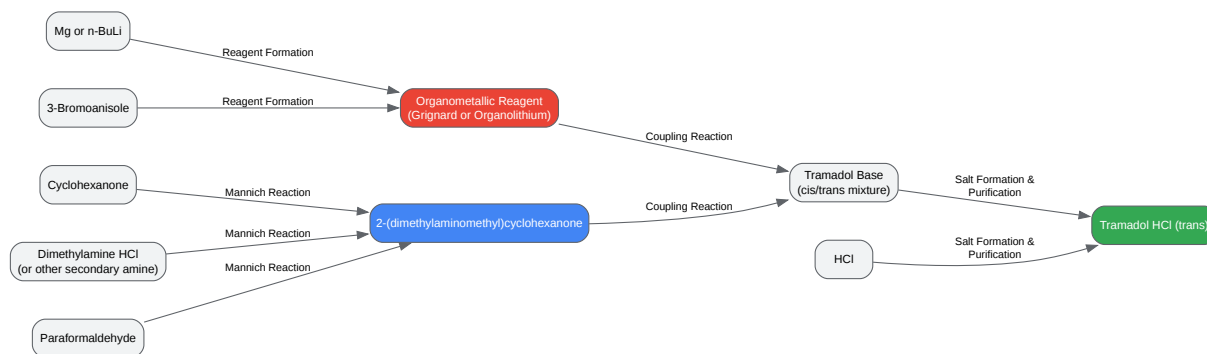 Mg or n-BuLi
Reagent Formation
3-Bromoanisole
Reagent Formation
Organometallic Reagent
(Grignard or Organolithium)
Coupling Reaction
Cyclohexanone
Mannich Reaction
Tramadol Base
(cis/trans mixture)
Salt Formation &
Purification
2-(dimethylaminomethyl)cyclohexanone
Coupling Reaction
Tramadol HCl (trans)
Dimethylamine HCl
(or other secondary amine)
Mannich Reaction
HCl
Salt Formation &
Purification
Mannich Reaction
Paraformaldehyde